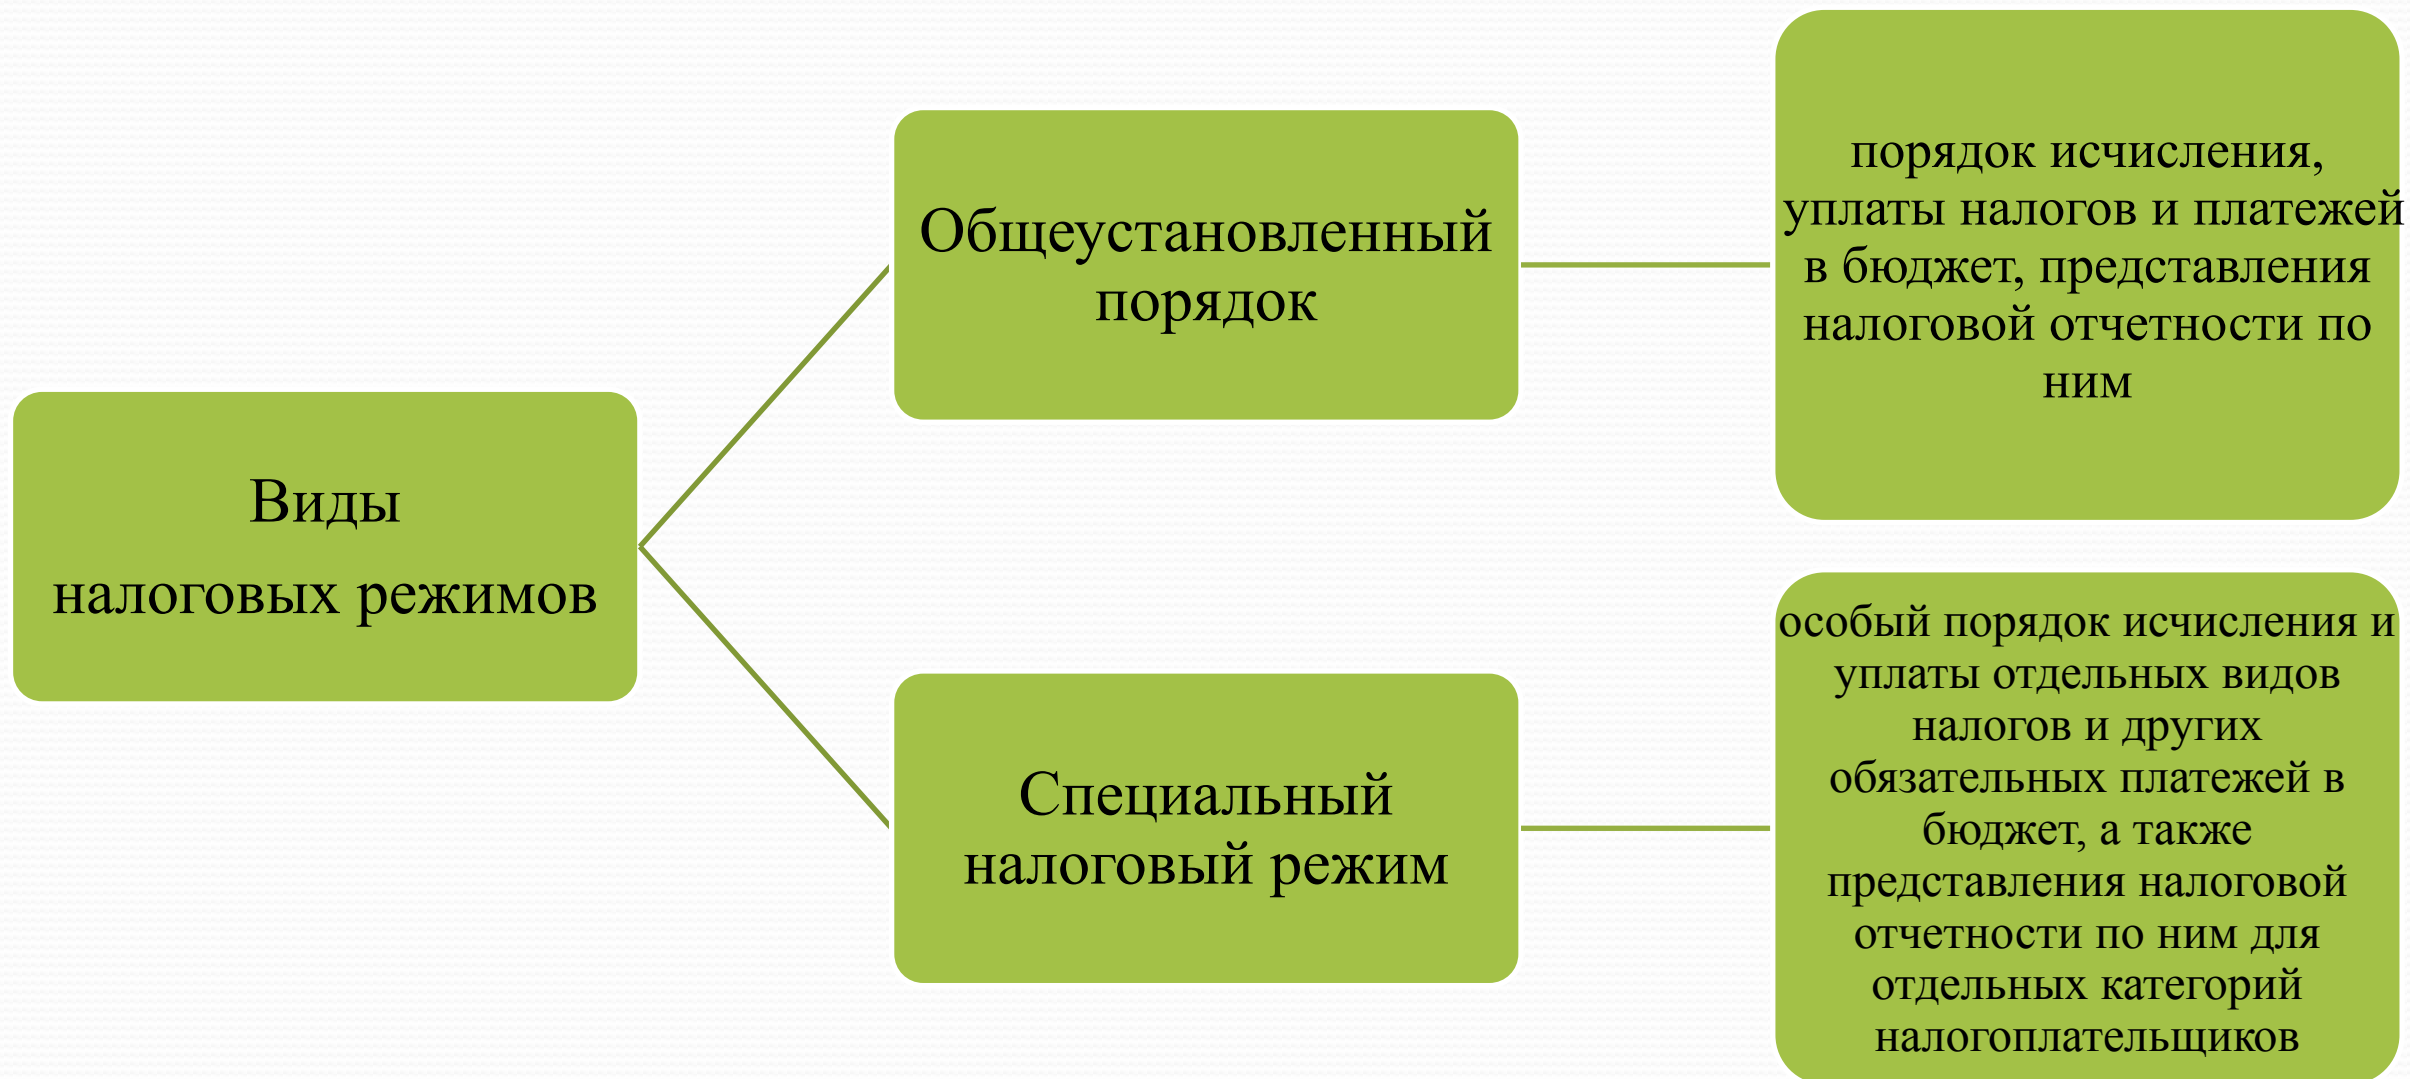 Виды
налоговых режимов
Общеустановленный
порядок
порядок исчисления,
уплаты налогов и платежей
в бюджет, представления
налоговой отчетности по
ним
Специальный
налоговый режим
особый порядок исчисления и
уплаты отдельных видов
налогов и других
обязательных платежей в
бюджет, а также
представления налоговой
отчетности по ним для
отдельных категорий
налогоплательщиков